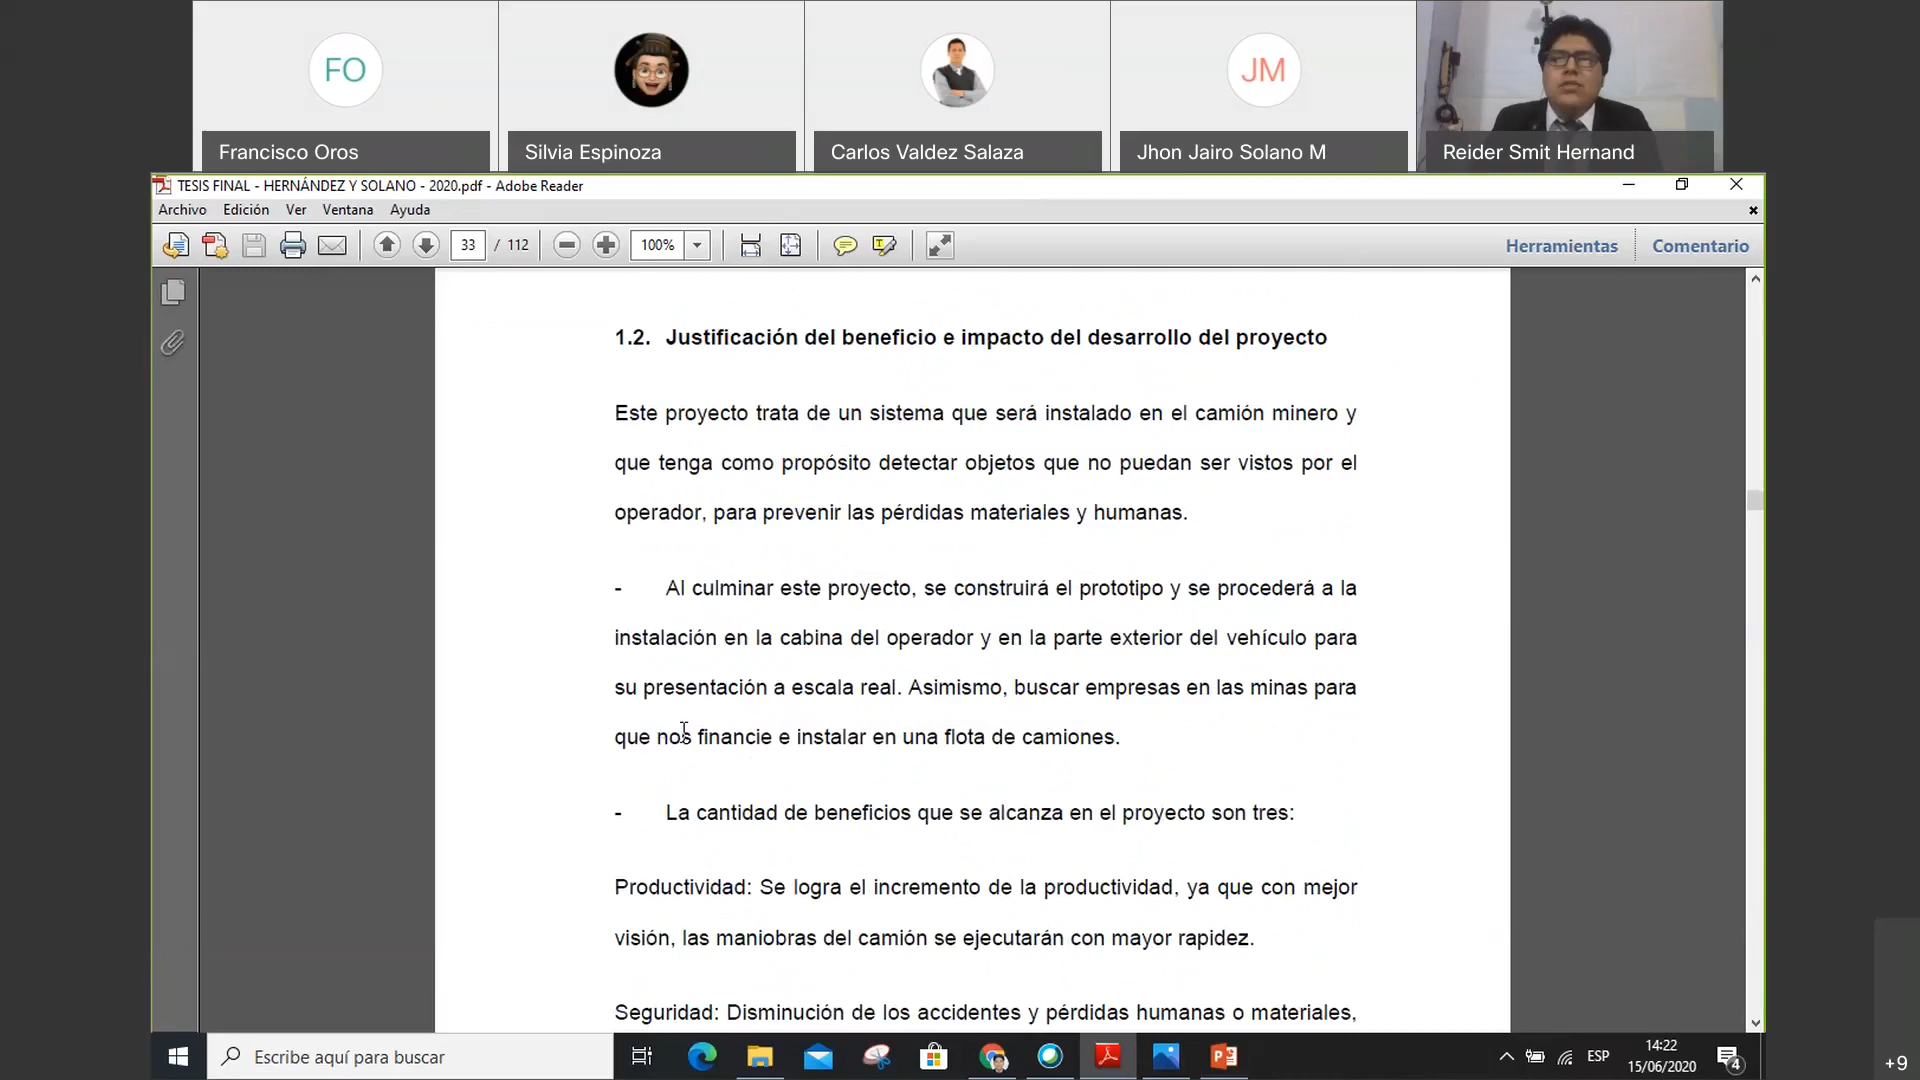 FO
JM
Francisco Oros
Silvia Espinoza
Carlos Valdez Salaza
Jhon Jairo Solano M
Reider Smit Hernand
TESIS FINAL - HERNÁNDEZ Y SOLANO - 2020.pdf - Adobe Reader
Archivo Edición Ver Ventana Ayuda
33 / 112 100% Herramientas Comentario
1.2. Justificación del beneficio e impacto del desarrollo del proyecto
Este proyecto trata de un sistema que será instalado en el camión minero y
que tenga como propósito detectar objetos que no puedan ser vistos por el
operador, para prevenir las pérdidas materiales y humanas.
- Al culminar este proyecto, se construirá el prototipo y se procederá a la
instalación en la cabina del operador y en la parte exterior del vehículo para
su presentación a escala real. Asimismo, buscar empresas en las minas para
que nos financie e instalar en una flota de camiones.
- La cantidad de beneficios que se alcanza en el proyecto son tres:
Productividad: Se logra el incremento de la productividad, ya que con mejor
visión, las maniobras del camión se ejecutarán con mayor rapidez.
Seguridad: Disminución de los accidentes y pérdidas humanas o materiales,
Escribe aquí para buscar
ESP
14:22
15/06/2020
4
+9